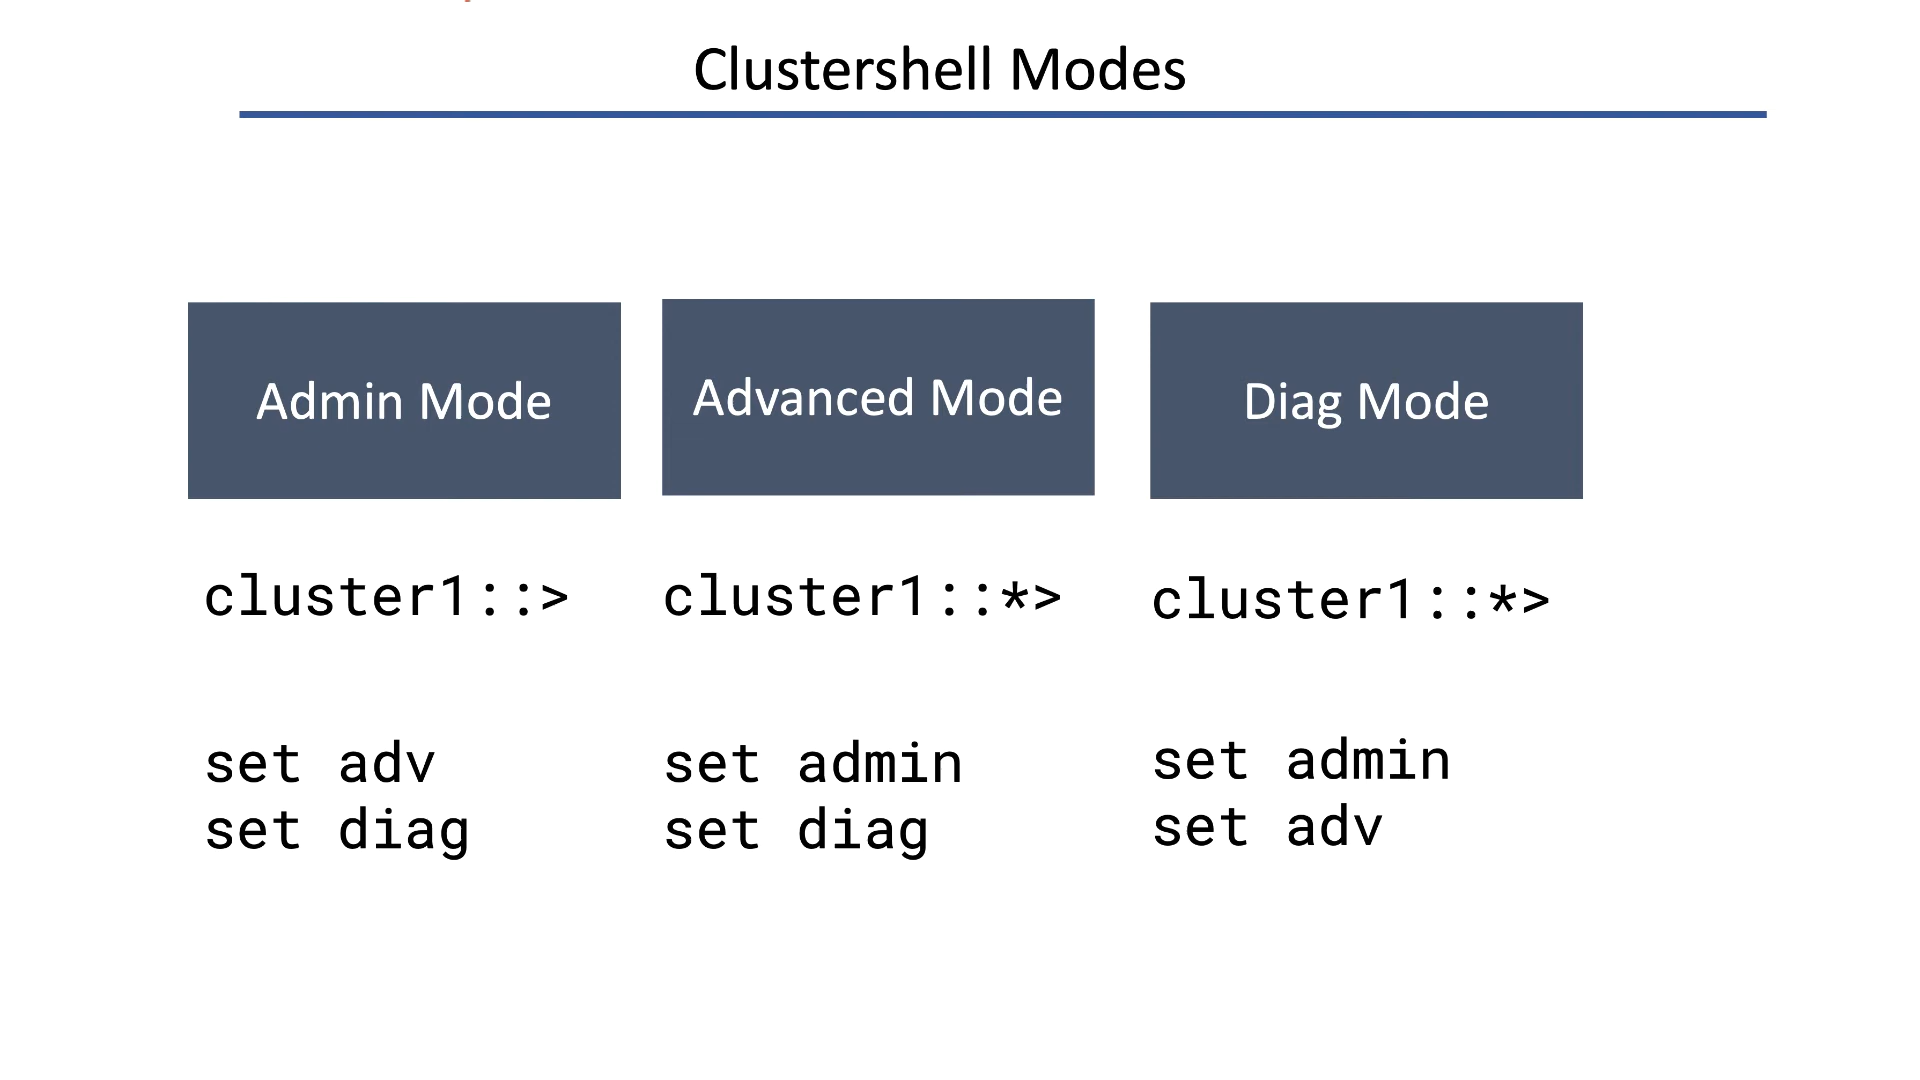 Clustershell Modes
Admin Mode
Advanced Mode
Diag Mode
cluster1::>
cluster1::*>
cluster1::*>
set adv
set diag
set admin
set diag
set admin
set adv